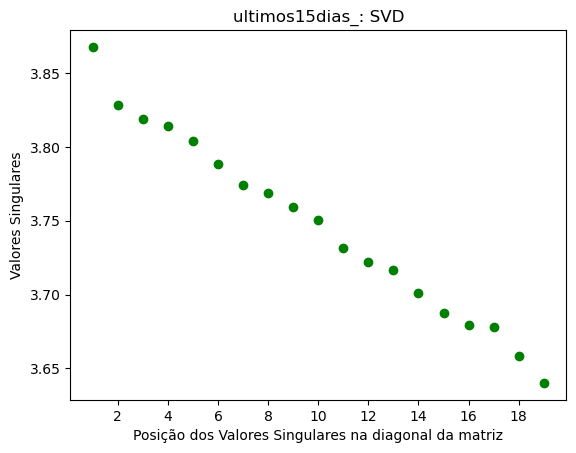 ultimos15dias_: SVD
Valores Singulares
3.85
3.80
3.75
3.70
3.65
2 4 6 8 10 12 14 16 18
Posição dos Valores Singulares na diagonal da matriz